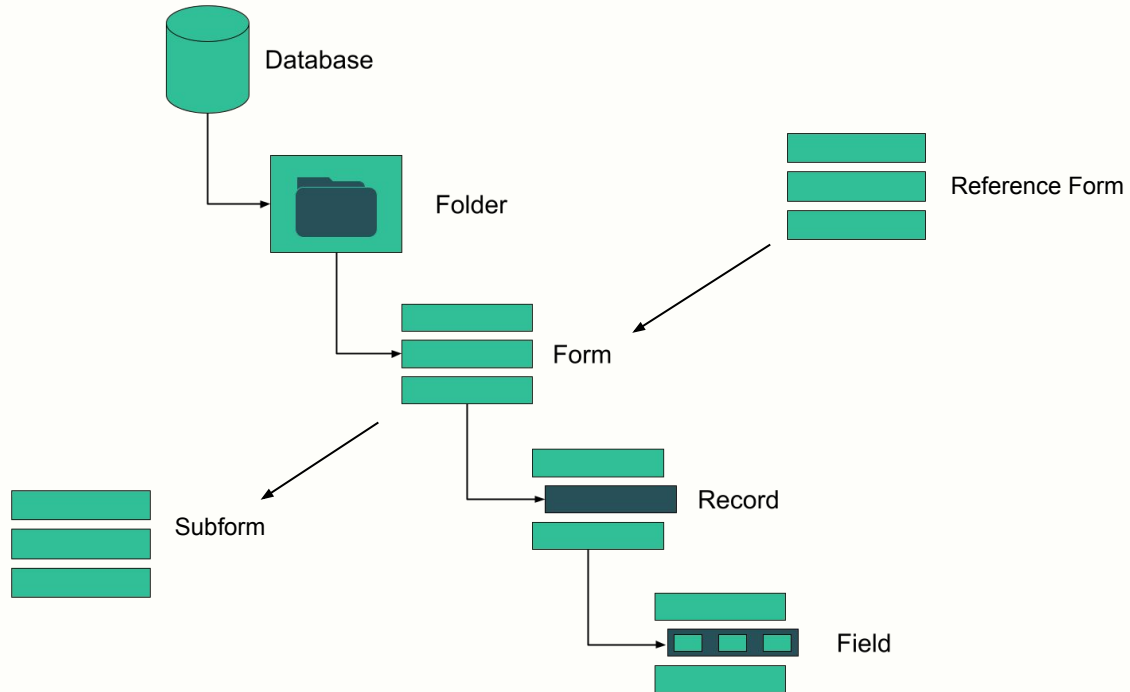 Database
Reference Form
Folder
Form
Record
Subform
Field